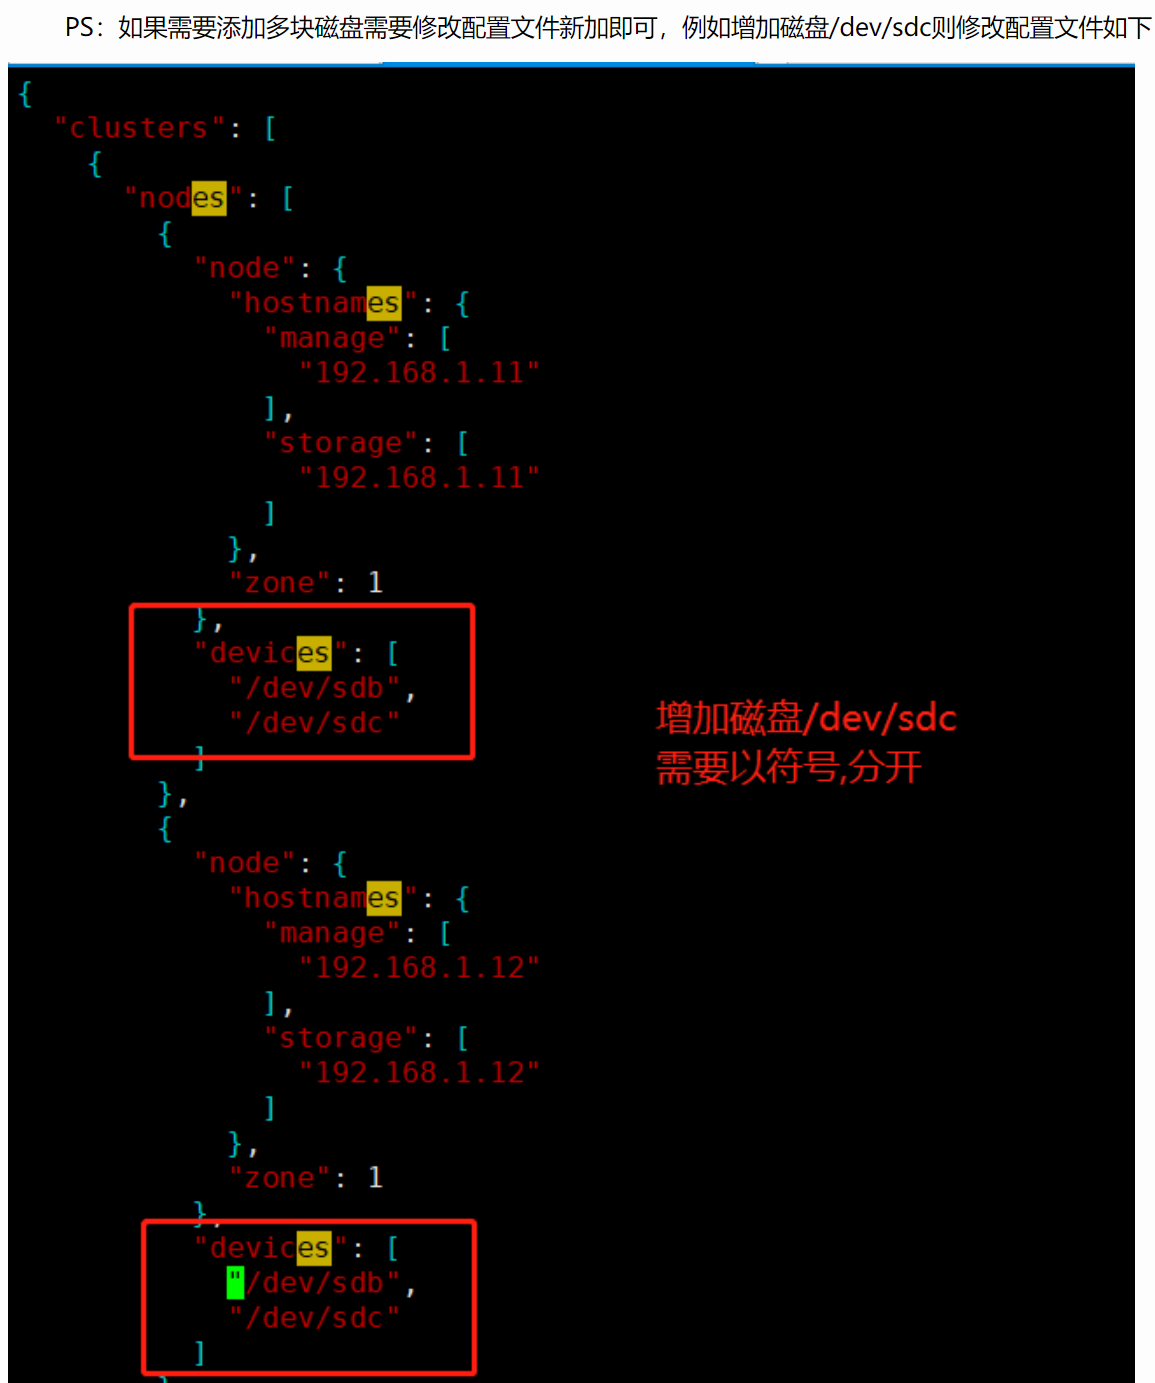 PS：如果需要添加多块磁盘需要修改配置文件新加即可，例如增加磁盘/dev/sdc则修改配置文件如下
{
  "clusters": [
    {
      "nodes": [
        {
          "node": {
            "hostnames": {
              "manage": [
                "192.168.1.11"
              ],
              "storage": [
                "192.168.1.11"
              ]
            },
            "zone": 1
          },
          "devices": [
            "/dev/sdb",
            "/dev/sdc"
          ]
增加磁盘/dev/sdc
需要以符号,分开
        },
        {
          "node": {
            "hostnames": {
              "manage": [
                "192.168.1.12"
              ],
              "storage": [
                "192.168.1.12"
              ]
            },
            "zone": 1
          },
          "devices": [
            "/dev/sdb",
            "/dev/sdc"
          ]